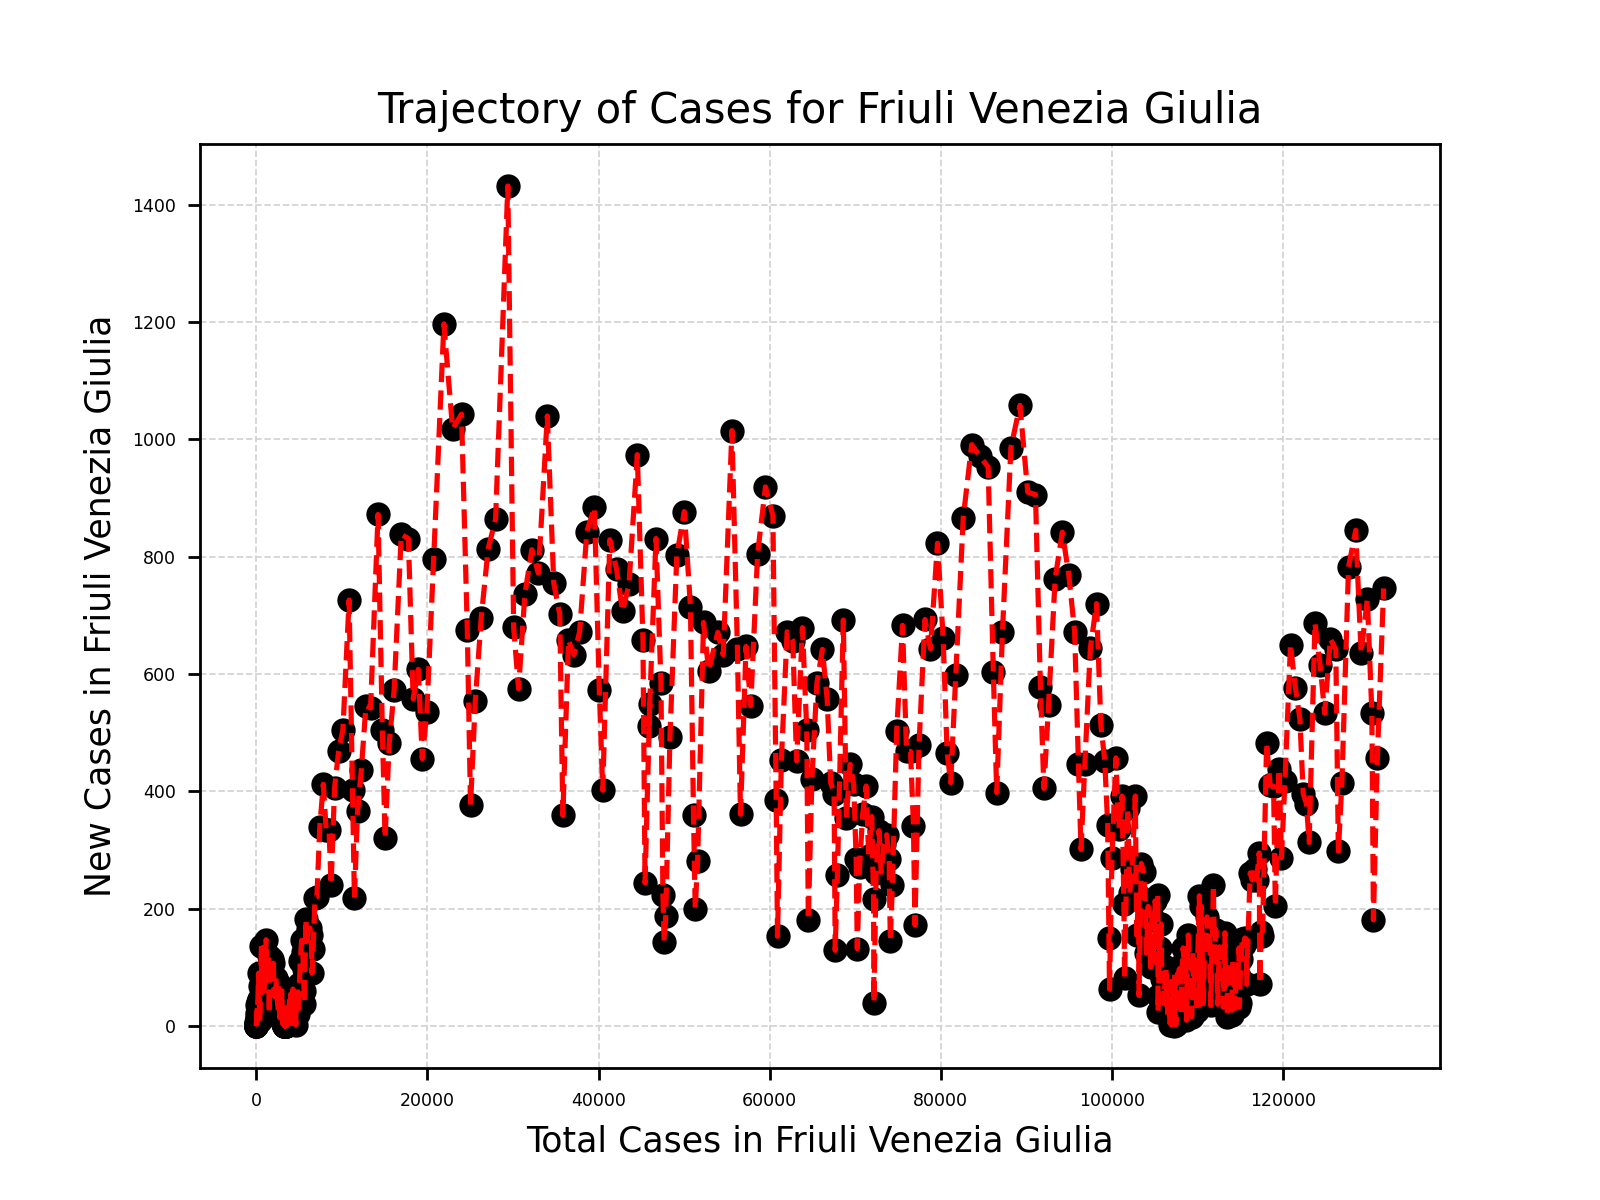 Trajectory of Cases for Friuli Venezia Giulia
New Cases in Friuli Venezia Giulia
1400
1200
1000
800
600
400
200
0
0 20000 40000 60000 80000 100000 120000
Total Cases in Friuli Venezia Giulia